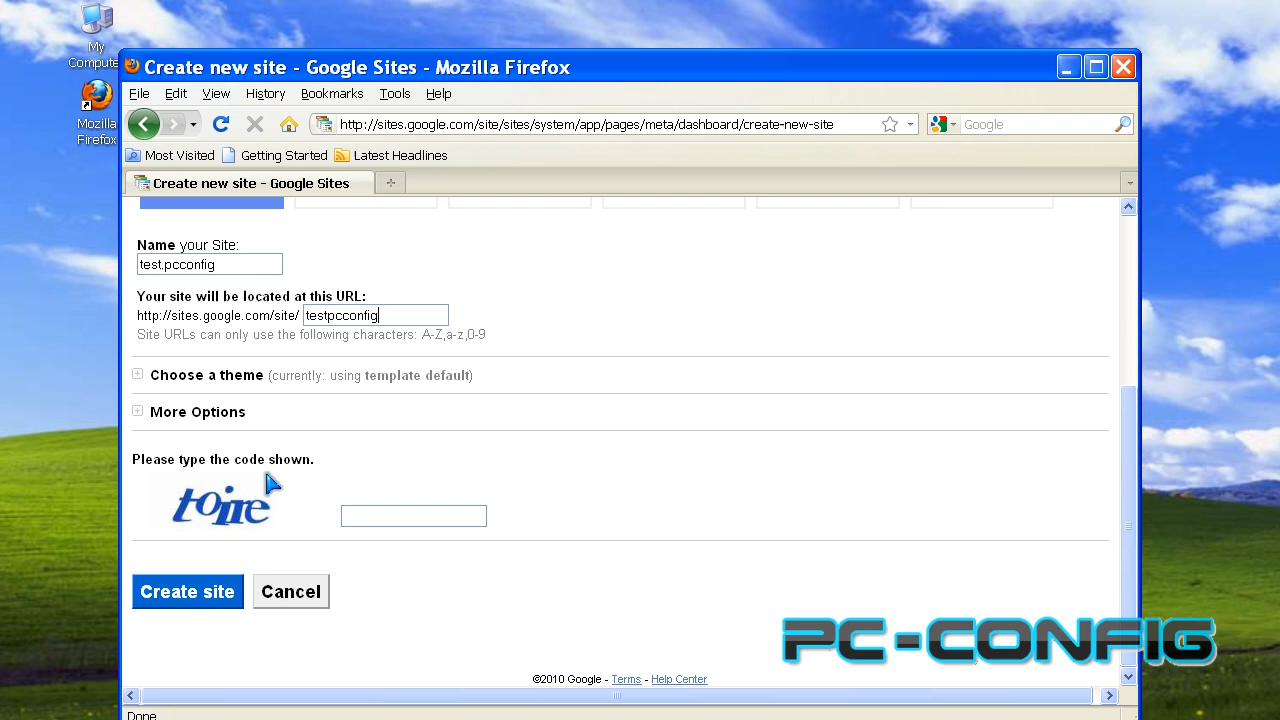 My
Compute
Mozilla
Firefox
Create new site - Google Sites - Mozilla Firefox
File Edit View History Bookmarks Tools Help
http://sites.google.com/site/sites/system/app/pages/meta/dashboard/create-new-site
Google
Most Visited Getting Started Latest Headlines
Create new site - Google Sites
Name your Site:
test.pcconfig
Your site will be located at this URL:
http://sites.google.com/site/ testpcconfig
Site URLs can only use the following characters: A-Z,a-z,0-9
Choose a theme (currently: using template default)
More Options
Please type the code shown.
Create site Cancel
PC-CONFIG
©2010 Google - Terms - Help Center
Done